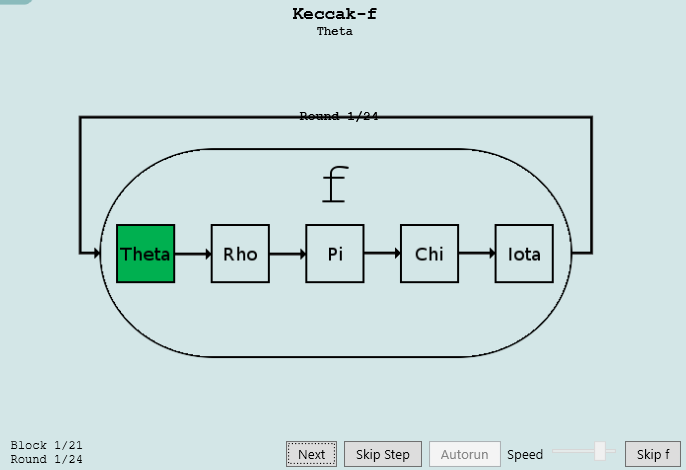 Keccak-f
Theta
Round 1/24
f
Theta Rho Pi Chi Iota
Block 1/21
Round 1/24
Next Skip Step Autorun Speed Skip f